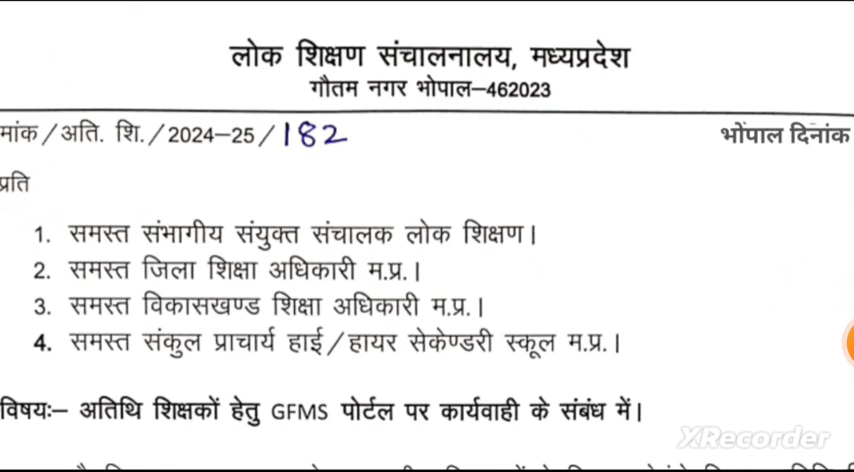 लोक शिक्षण संचालनालय, मध्यप्रदेश
गौतम नगर भोपाल–462023
मांक / अति. शि. / 2024–25 / 182 भोपाल दिनांक
प्रति
1. समस्त संभागीय संयुक्त संचालक लोक शिक्षण।
2. समस्त जिला शिक्षा अधिकारी म.प्र.।
3. समस्त विकासखण्ड शिक्षा अधिकारी म.प्र.।
4. समस्त संकुल प्राचार्य हाई / हायर सेकेण्डरी स्कूल म.प्र.।
विषयः– अतिथि शिक्षकों हेतु GFMS पोर्टल पर कार्यवाही के संबंध में।
XRecorder